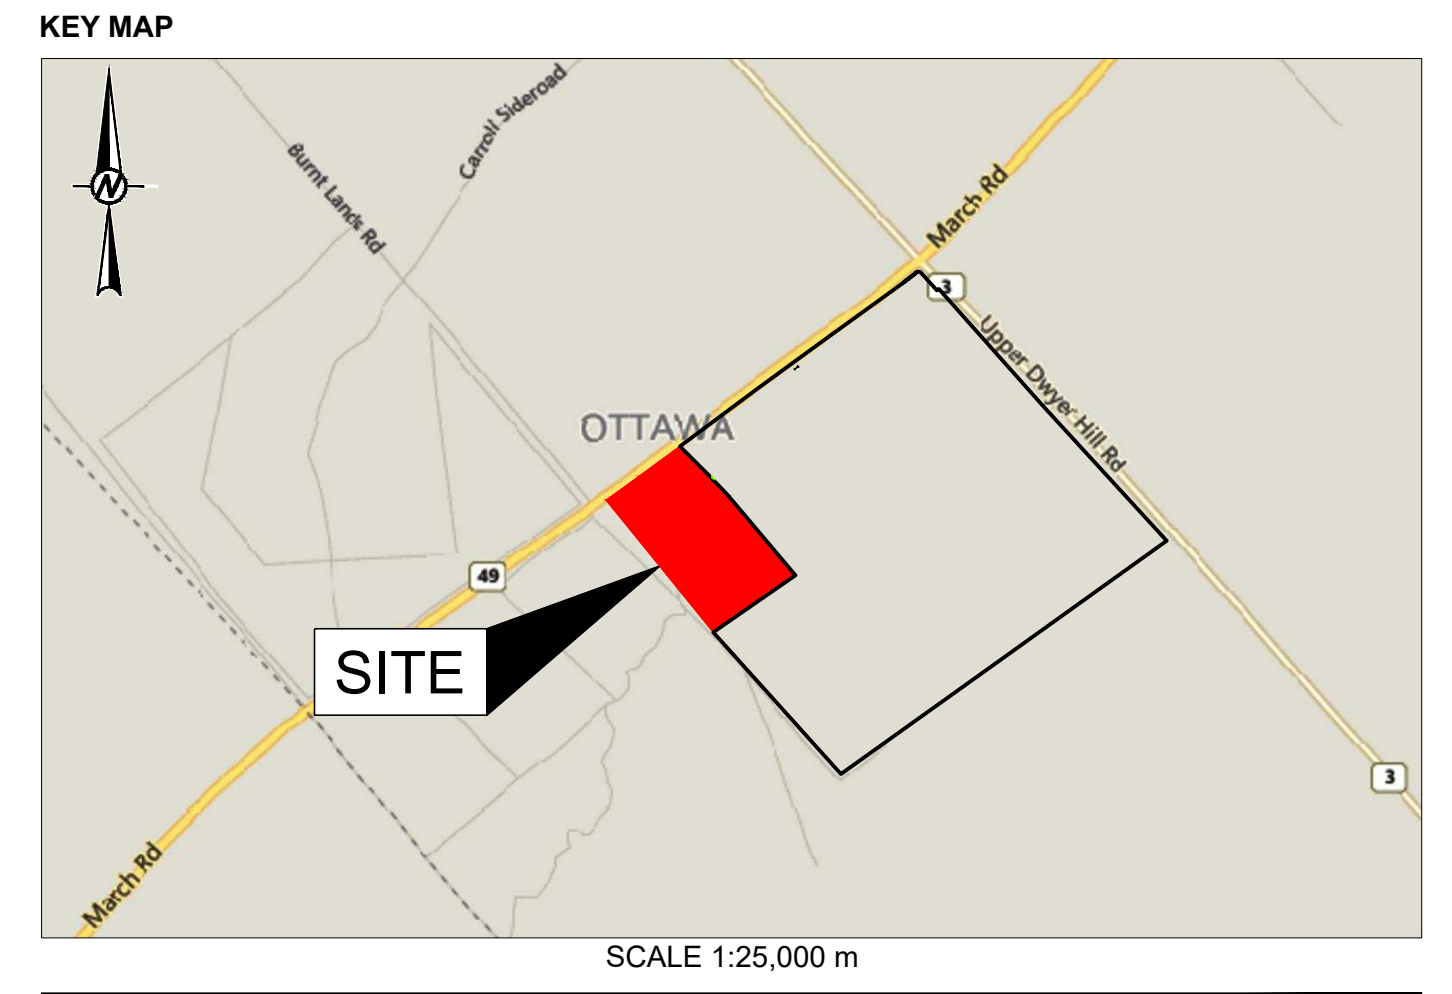 KEY MAP
Carroll Sideroad
Burnt Lands Rd
N
March Rd
3
Upper Dwyer Hill Rd
OTTAWA
49
SITE
3
March Rd
SCALE 1:25,000 m